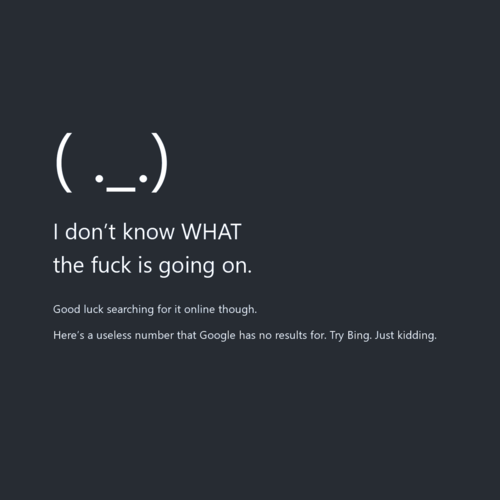 ( ._.)
I don’t know WHAT
the fuck is going on.
Good luck searching for it online though.
Here’s a useless number that Google has no results for. Try Bing. Just kidding.